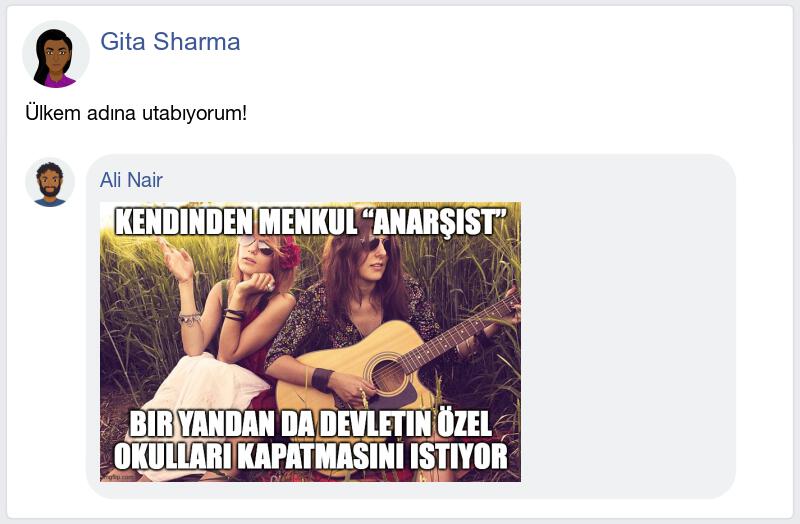 Gita Sharma
Ülkem adına utabıyorum!
Ali Nair
KENDINDEN MENKUL “ANARŞIST”
BIR YANDAN DA DEVLETIN ÖZEL
OKULLARI KAPATMASINI ISTIYOR
imgflip.com